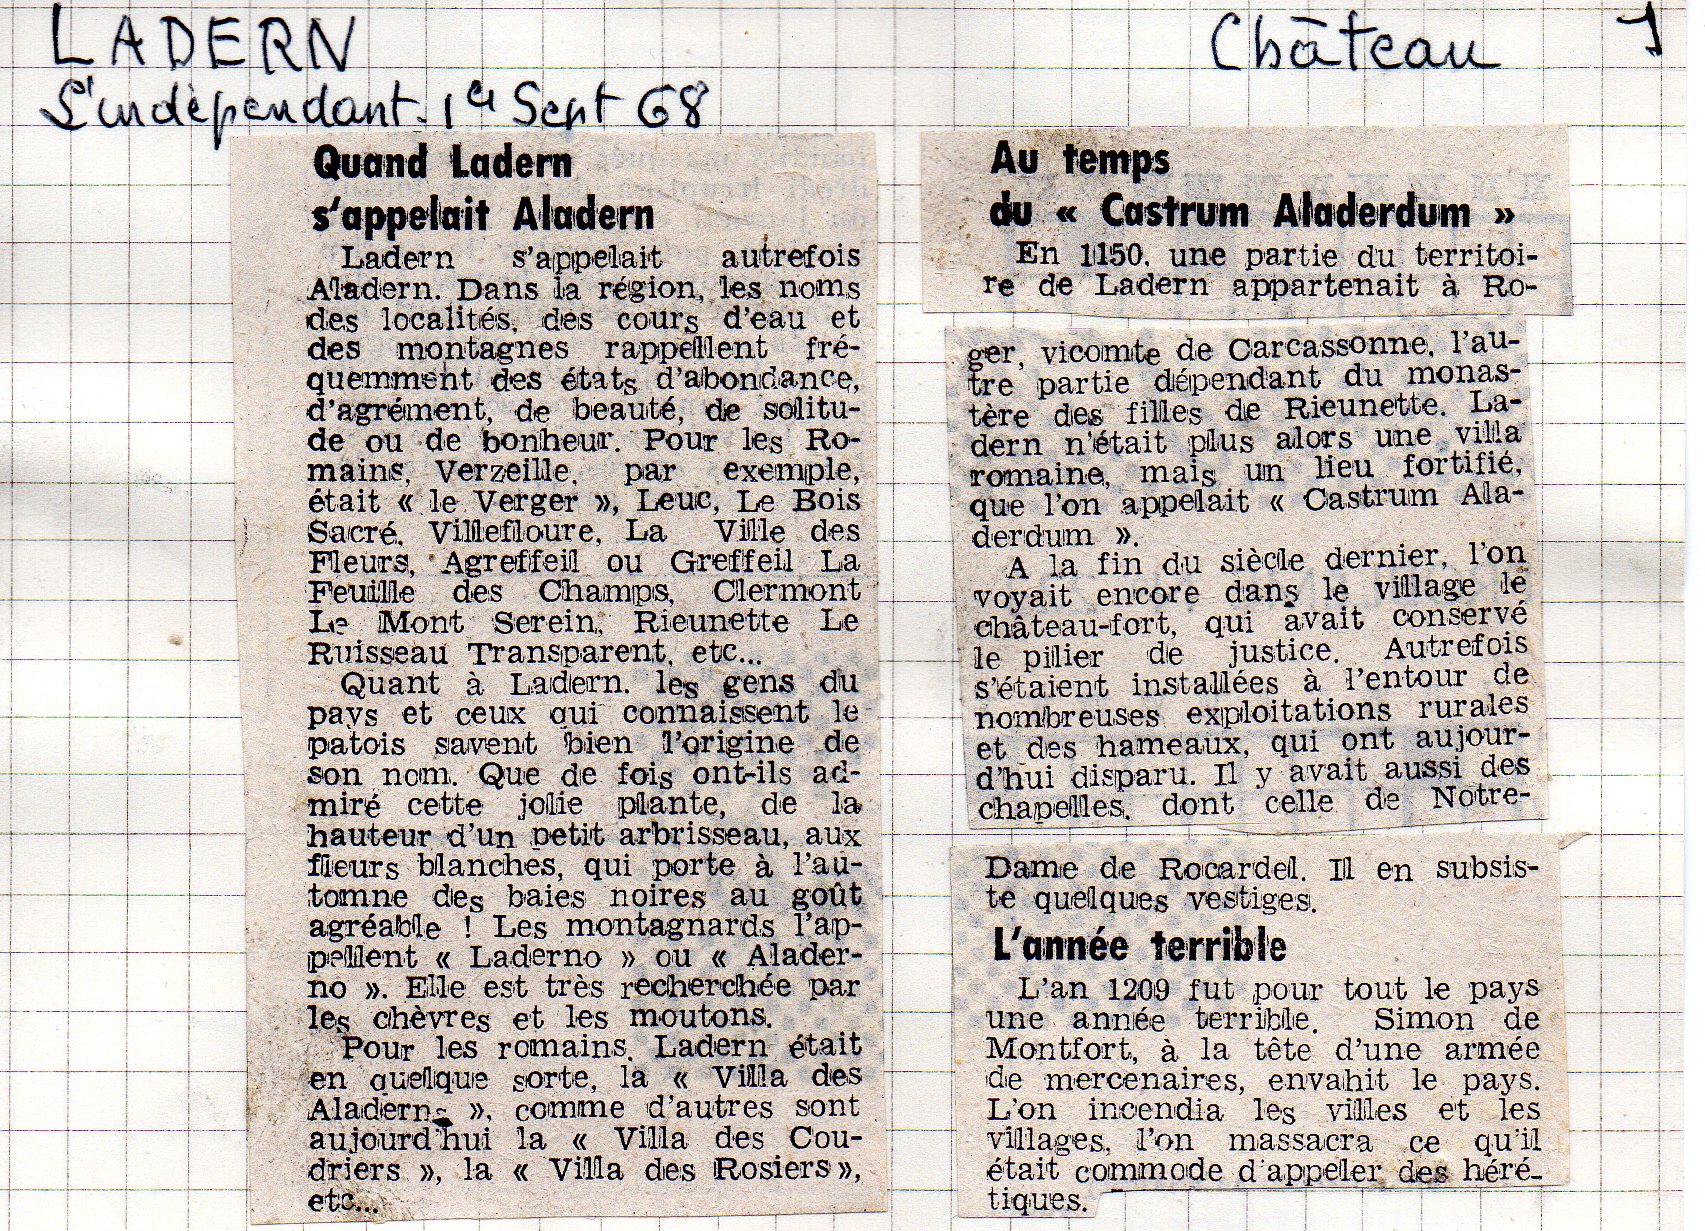 LADERN
Château 1
L'indépendant. 1er Sept 68
Quand Ladern
s'appelait Aladern
Ladern s'appelait autrefois
Aladern. Dans la région, les noms
des localités, des cours d'eau et
des montagnes rappellent fré-
quemment des états d'abondance,
d'agrément, de beauté, de solitu-
de ou de bonheur. Pour les Ro-
mains, Verzeille, par exemple,
était « le Verger », Leuc, Le Bois
Sacré, Villefloure, La Ville des
Fleurs, Agreffeil ou Greffeil La
Feuille des Champs, Clermont
Le Mont Serein, Rieunette Le
Ruisseau Transparent, etc...
Quant à Ladern, les gens du
pays et ceux qui connaissent le
patois savent bien l'origine de
son nom. Que de fois ont-ils ad-
miré cette jolie plante, de la
hauteur d'un petit arbrisseau, aux
fleurs blanches, qui porte à l'au-
tomne des baies noires au goût
agréable ! Les montagnards l'ap-
pellent « Laderno » ou « Alader-
no ». Elle est très recherchée par
les chèvres et les moutons.
Pour les romains, Ladern était
en quelque sorte, la « Villa des
Aladerns », comme d'autres sont
aujourd'hui la « Villa des Cou-
driers », la « Villa des Rosiers »,
etc...
Au temps
du « Castrum Aladerdum »
En 1150, une partie du territoi-
re de Ladern appartenait à Ro-
ger, vicomte de Carcassonne, l'au-
tre partie dépendant du monas-
tère des filles de Rieunette. La-
dern n'était plus alors une villa
romaine, mais un lieu fortifié,
que l'on appelait « Castrum Ala-
derdum ».
A la fin du siècle dernier, l'on
voyait encore dans le village le
château-fort, qui avait conservé
le pilier de justice. Autrefois
s'étaient installées à l'entour de
nombreuses exploitations rurales
et des hameaux, qui ont aujour-
d'hui disparu. Il y avait aussi des
chapelles, dont celle de Notre-
Dame de Rocardel. Il en subsis-
te quelques vestiges.
L'année terrible
L'an 1209 fut pour tout le pays
une année terrible. Simon de
Montfort, à la tête d'une armée
de mercenaires, envahit le pays.
L'on incendia les villes et les
villages, l'on massacra ce qu'il
était commode d'appeler des héré-
tiques.